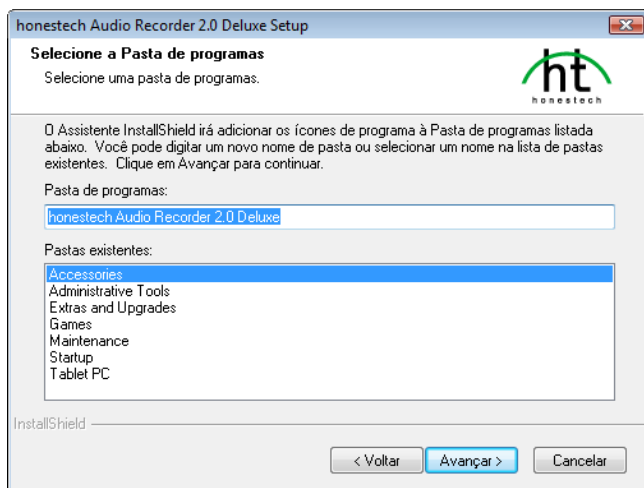 honestech Audio Recorder 2.0 Deluxe Setup
Selecione a Pasta de programas
Selecione uma pasta de programas.
ht
honestech
O Assistente InstallShield irá adicionar os ícones de programa à Pasta de programas listada
abaixo. Você pode digitar um novo nome de pasta ou selecionar um nome na lista de pastas
existentes. Clique em Avançar para continuar.
Pasta de programas:
honestech Audio Recorder 2.0 Deluxe
Pastas existentes:
Accessories
Administrative Tools
Extras and Upgrades
Games
Maintenance
Startup
Tablet PC
InstallShield
< Voltar
Avançar >
Cancelar